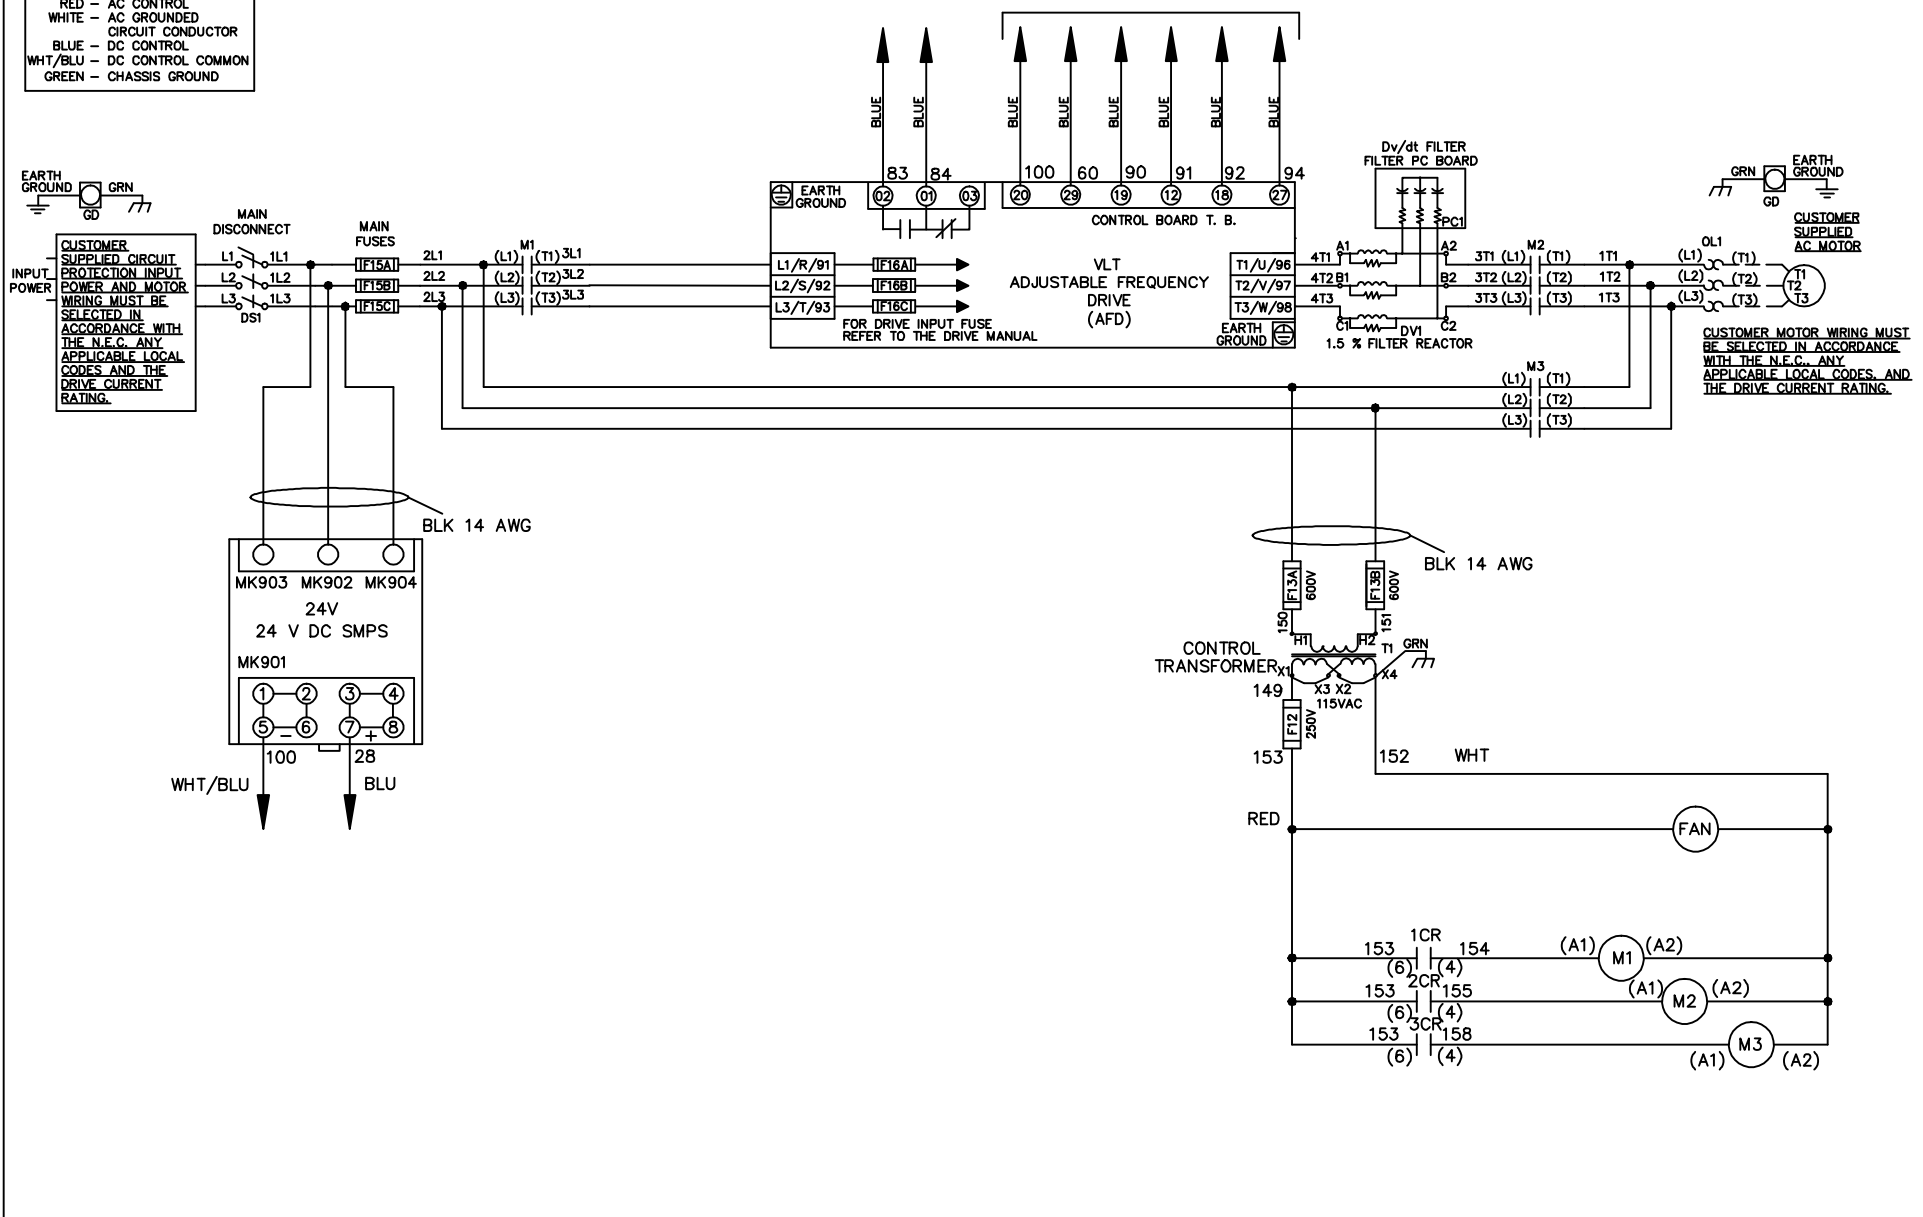 RED – AC CONTROL
WHITE – AC GROUNDED
CIRCUIT CONDUCTOR
BLUE – DC CONTROL
WHT/BLU – DC CONTROL COMMON
GREEN – CHASSIS GROUND
BLUE
BLUE
BLUE
BLUE
BLUE
BLUE
BLUE
BLUE
83
84
100
60
90
91
92
94
EARTH
GROUND
02
01
03
20
29
19
12
18
27
CONTROL BOARD T. B.
Dv/dt FILTER
FILTER PC BOARD
PC1
EARTH
GROUND
GRN
GD
GRN
EARTH
GROUND
GD
CUSTOMER
SUPPLIED
AC MOTOR
INPUT
POWER
CUSTOMER
SUPPLIED CIRCUIT
PROTECTION INPUT
POWER AND MOTOR
WIRING MUST BE
SELECTED IN
ACCORDANCE WITH
THE N.E.C. ANY
APPLICABLE LOCAL
CODES AND THE
DRIVE CURRENT
RATING.
MAIN
DISCONNECT
L1
1L1
L2
1L2
L3
1L3
DS1
MAIN
FUSES
F15A
F15B
F15C
2L1
2L2
2L3
M1
(L1)
(T1)
3L1
(L2)
(T2)
3L2
(L3)
(T3)
3L3
L1/R/91
L2/S/92
L3/T/93
F16A
F16B
F16C
FOR DRIVE INPUT FUSE
REFER TO THE DRIVE MANUAL
VLT
ADJUSTABLE FREQUENCY
DRIVE
(AFD)
T1/U/96
T2/V/97
T3/W/98
EARTH
GROUND
4T1
4T2
4T3
A1
A2
B1
B2
C1
C2
DV1
1.5 % FILTER REACTOR
M2
3T1 (L1) (T1) 1T1
3T2 (L2) (T2) 1T2
3T3 (L3) (T3) 1T3
OL1
(L1) (T1)
(L2) (T2)
(L3) (T3)
T1
T2
T3
CUSTOMER MOTOR WIRING MUST
BE SELECTED IN ACCORDANCE
WITH THE N.E.C., ANY
APPLICABLE LOCAL CODES, AND
THE DRIVE CURRENT RATING.
M3
(L1) (T1)
(L2) (T2)
(L3) (T3)
BLK 14 AWG
MK903 MK902 MK904
24V
24 V DC SMPS
MK901
1 2 3 4
5 6 7 8
– +
100
28
WHT/BLU
BLU
BLK 14 AWG
F13A
600V
F13B
600V
150
151
H1
H2
T1
GRN
CONTROL
TRANSFORMER
X1
X3 X2
X4
115VAC
149
F12
250V
153
152
WHT
RED
FAN
1CR
153
154
(6)
(4)
(A1)
M1
(A2)
2CR
153
155
(6)
(4)
(A1)
M2
(A2)
3CR
153
158
(6)
(4)
(A1)
M3
(A2)